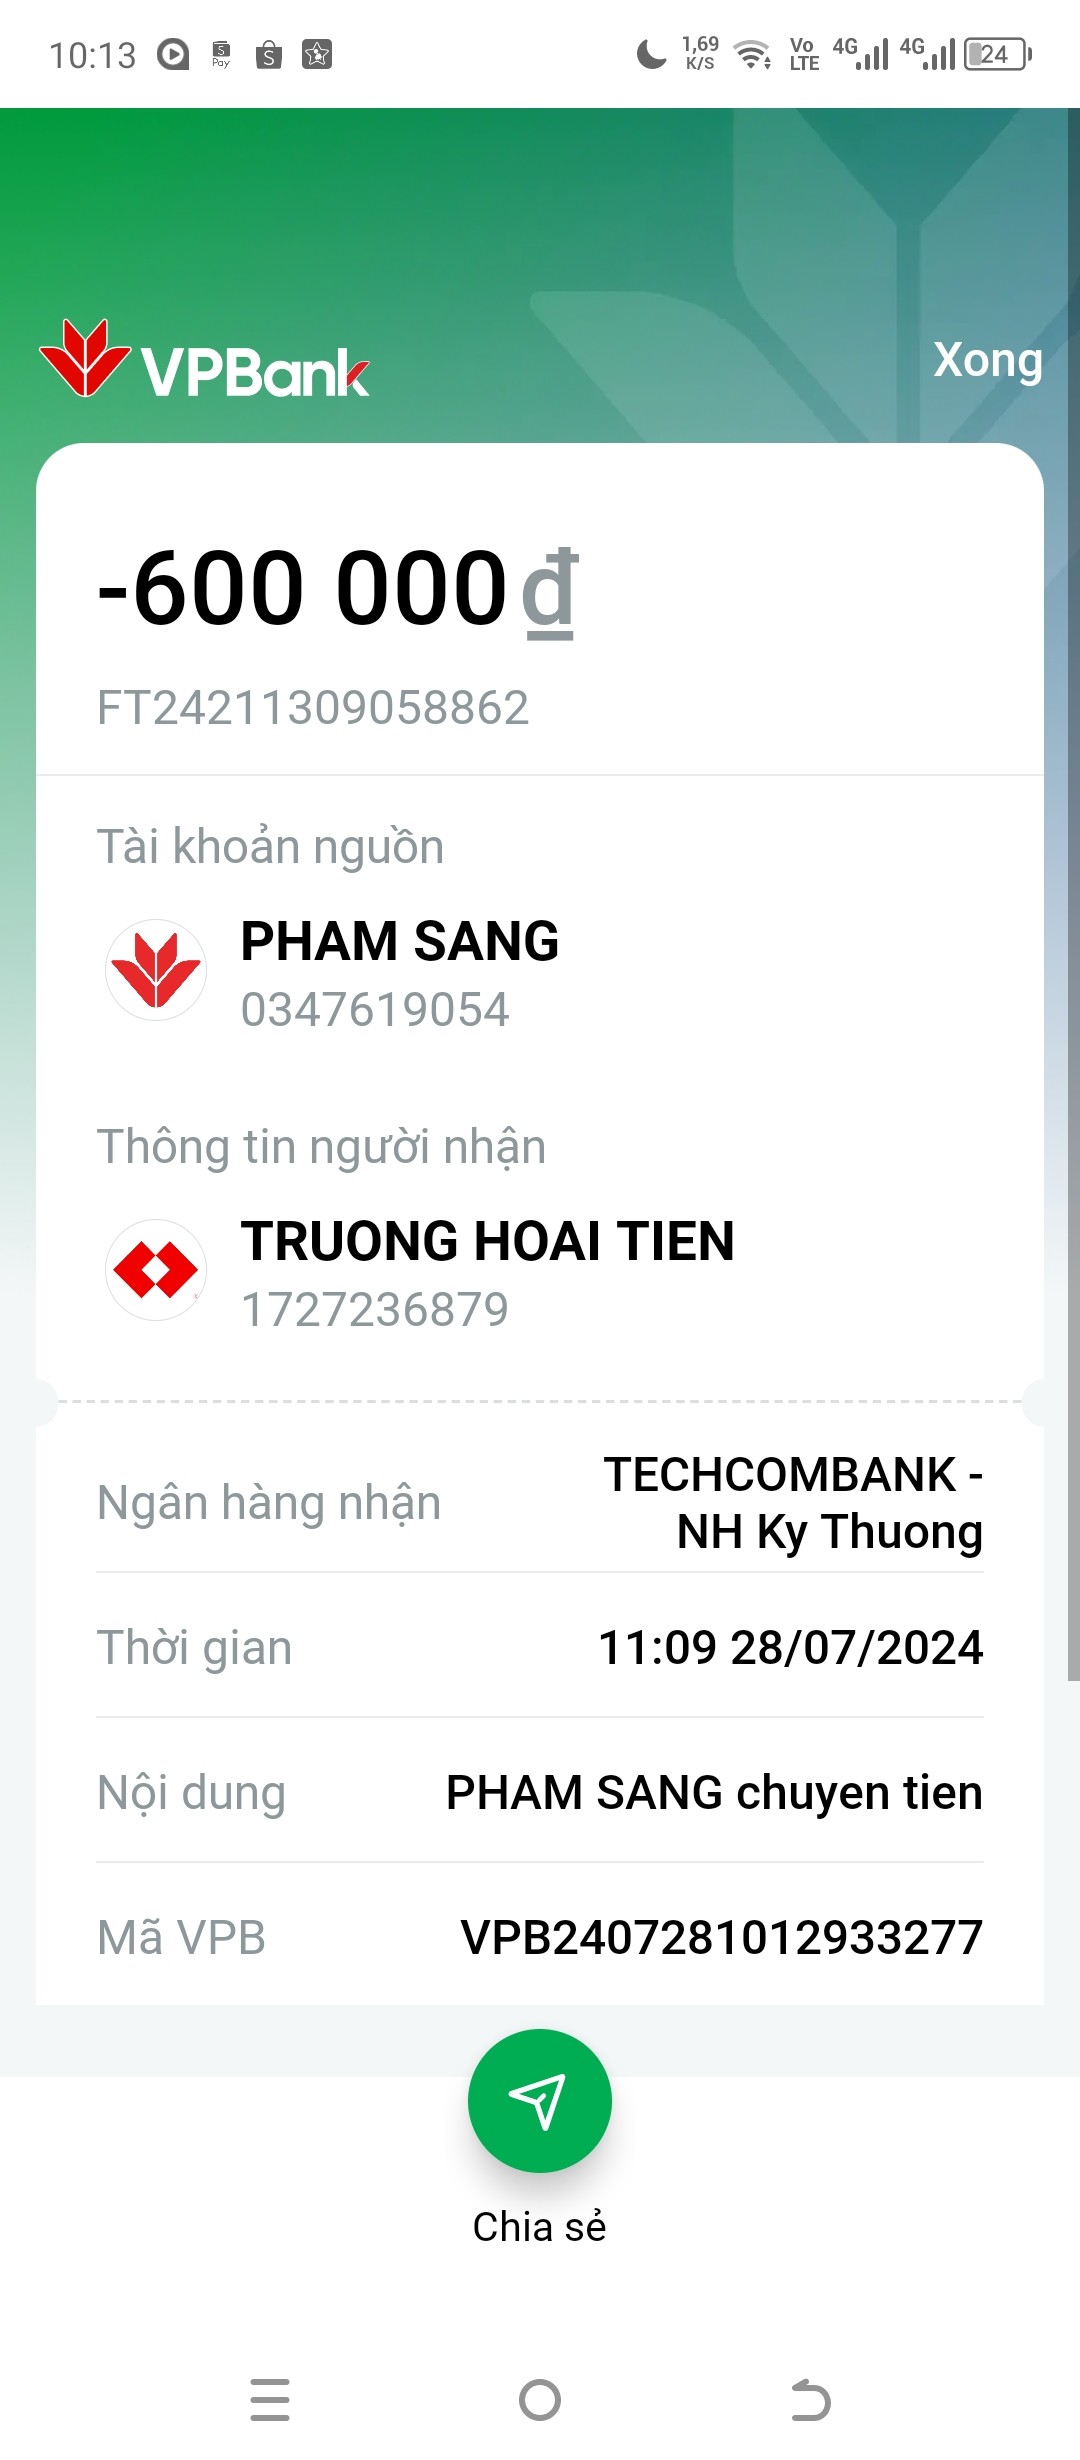 10:13
S
Pay
S
1,69
K/S
Vo
LTE
4G
4G
24
VPBank
Xong
-600 000 đ
FT24211309058862
Tài khoản nguồn
PHAM SANG
0347619054
Thông tin người nhận
TRUONG HOAI TIEN
1727236879
Ngân hàng nhận
TECHCOMBANK -
NH Ky Thuong
Thời gian
11:09 28/07/2024
Nội dung
PHAM SANG chuyen tien
Mã VPB
VPB2407281012933277
Chia sẻ